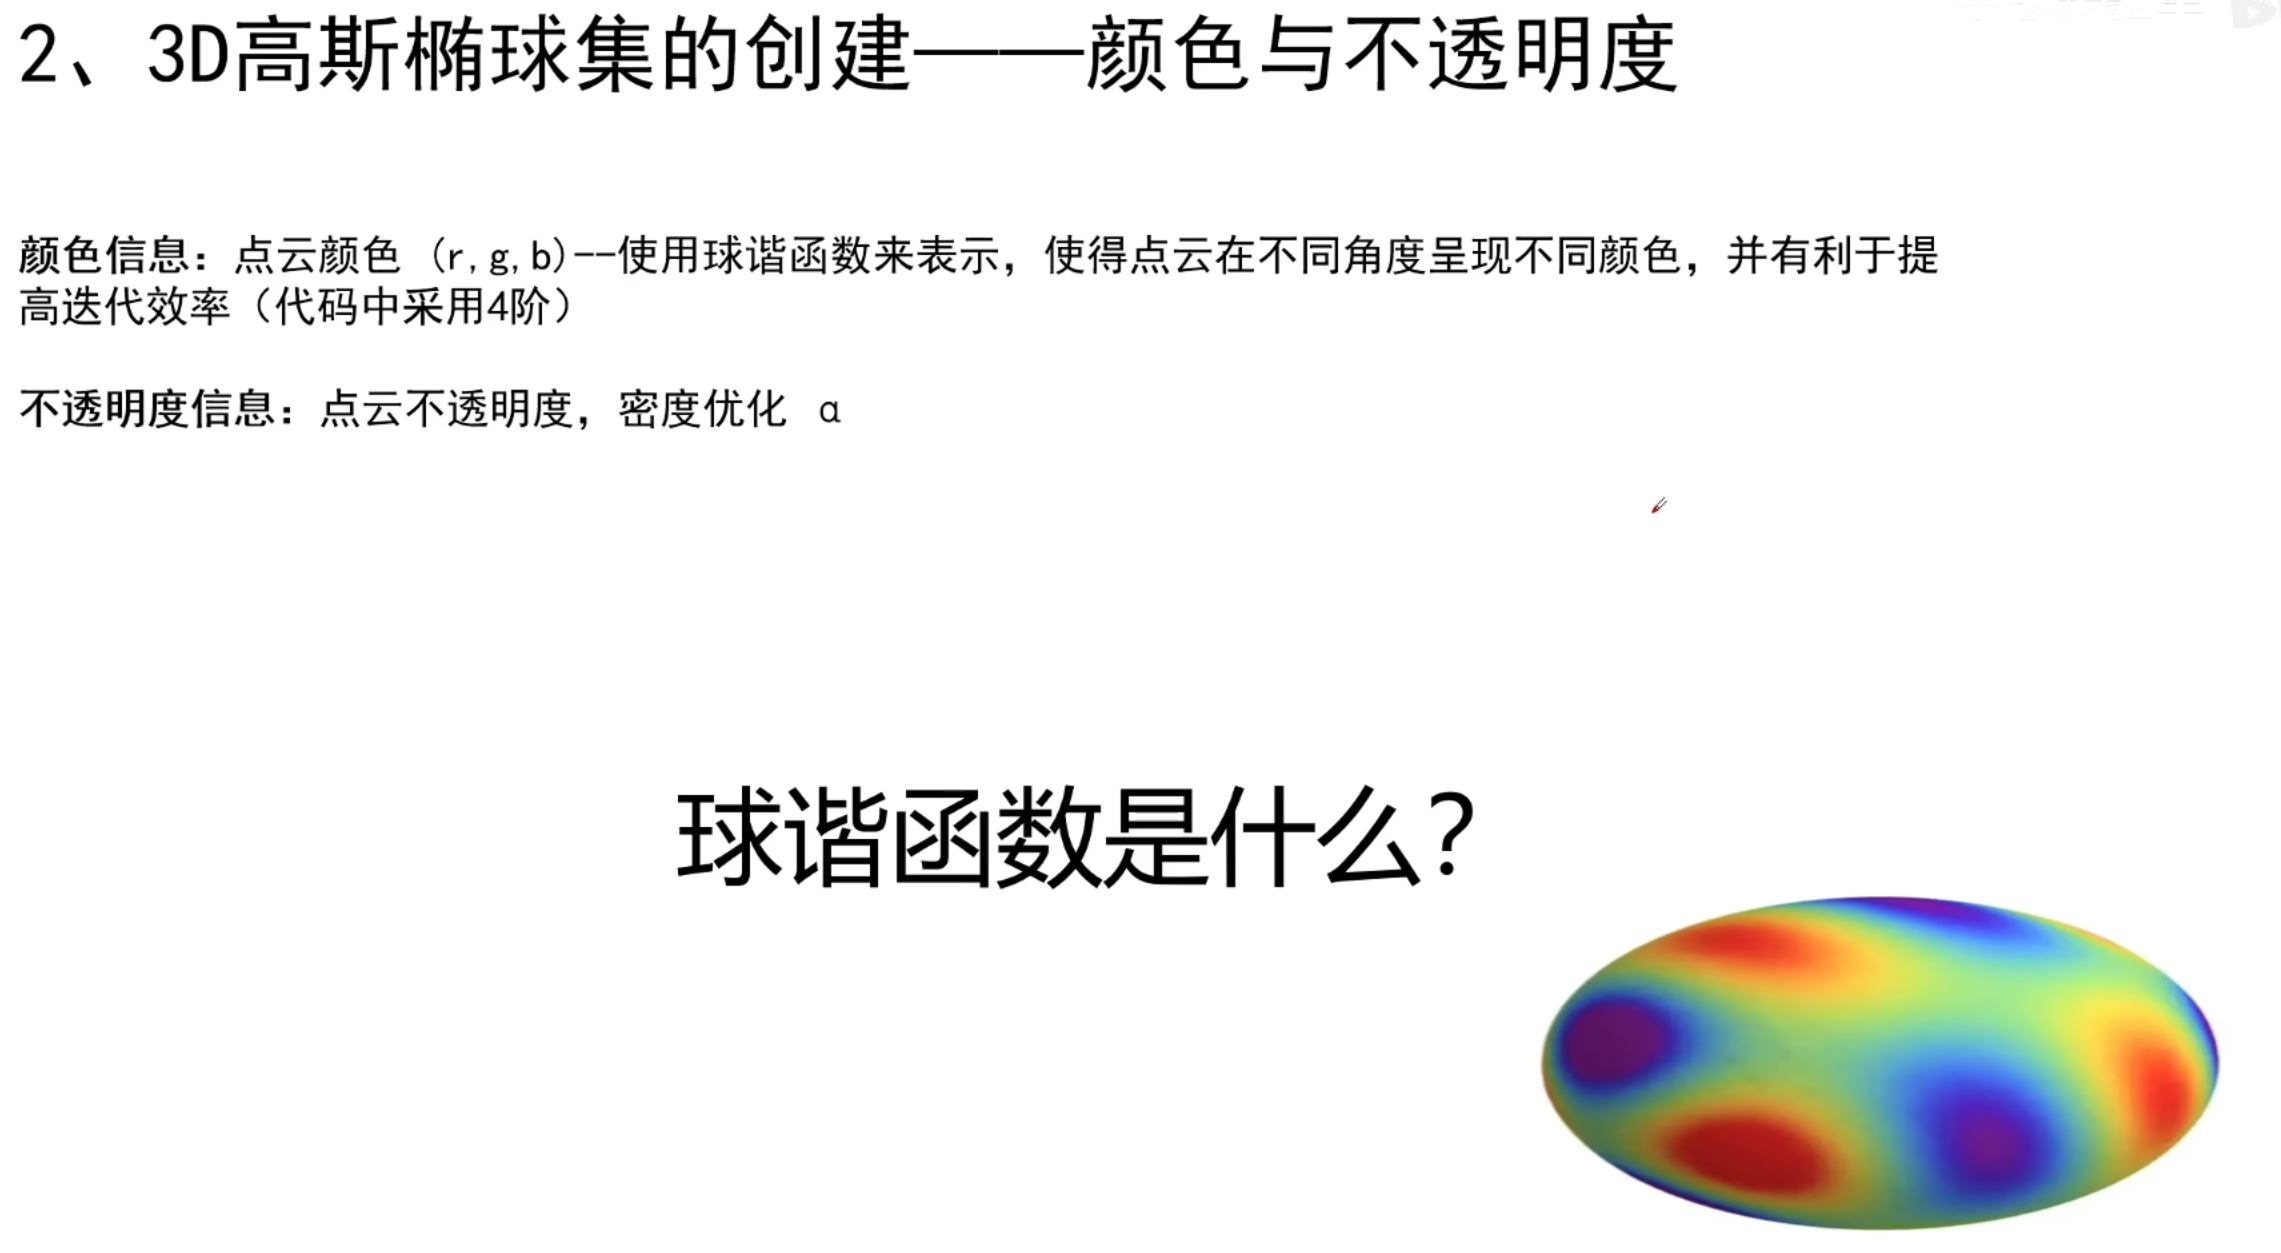 2、3D高斯椭球集的创建——颜色与不透明度
颜色信息：点云颜色 (r,g,b)--使用球谐函数来表示，使得点云在不同角度呈现不同颜色，并有利于提
高迭代效率（代码中采用4阶）
不透明度信息：点云不透明度，密度优化 α
球谐函数是什么？